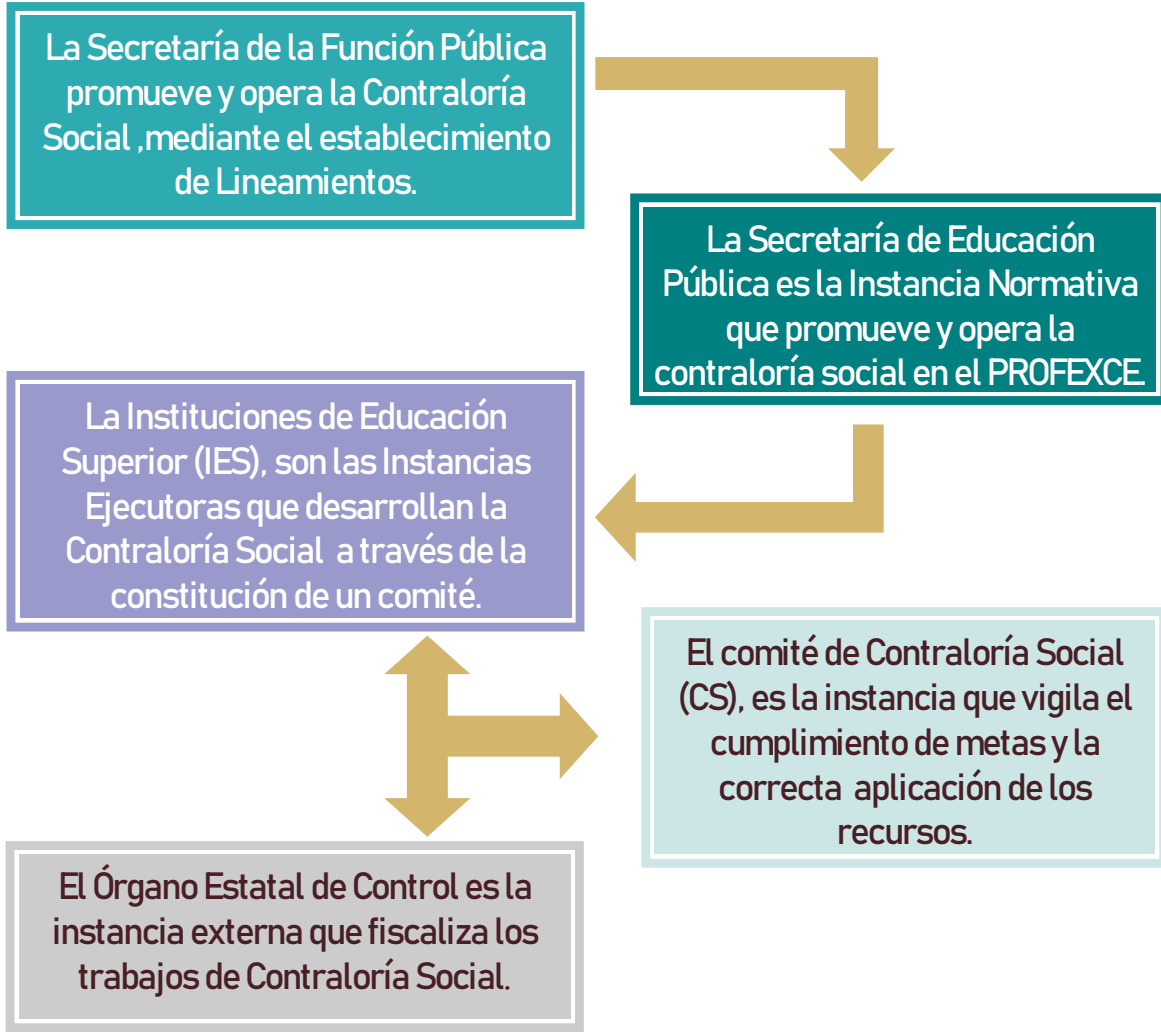 La Secretaría de la Función Pública
promueve y opera la Contraloría
Social ,mediante el establecimiento
de Lineamientos.
La Secretaría de Educación
Pública es la Instancia Normativa
que promueve y opera la
contraloría social en el PROFEXCE.
La Instituciones de Educación
Superior (IES), son las Instancias
Ejecutoras que desarrollan la
Contraloría Social a través de la
constitución de un comité.
El comité de Contraloría Social
(CS), es la instancia que vigila el
cumplimiento de metas y la
correcta aplicación de los
recursos.
El Órgano Estatal de Control es la
instancia externa que fiscaliza los
trabajos de Contraloría Social.